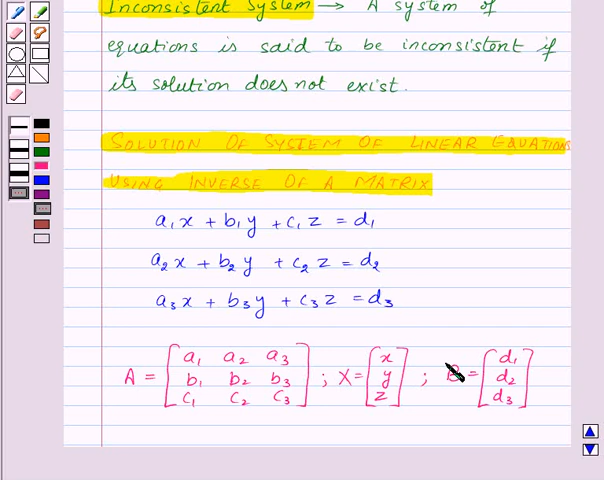 Inconsistent System → A system of
equations is said to be inconsistent if
its solution does not exist.
SOLUTION OF SYSTEM OF LINEAR EQUATIONS
USING INVERSE OF A MATRIX
a₁x + b₁y + c₁z = d₁
a₂x + b₂y + c₂z = d₂
a₃x + b₃y + c₃z = d₃
A = [a₁ a₂ a₃ b₁ b₂ b₃ c₁ c₂ c₃] ; X = [x y z] ; B = [d₁ d₂ d₃]